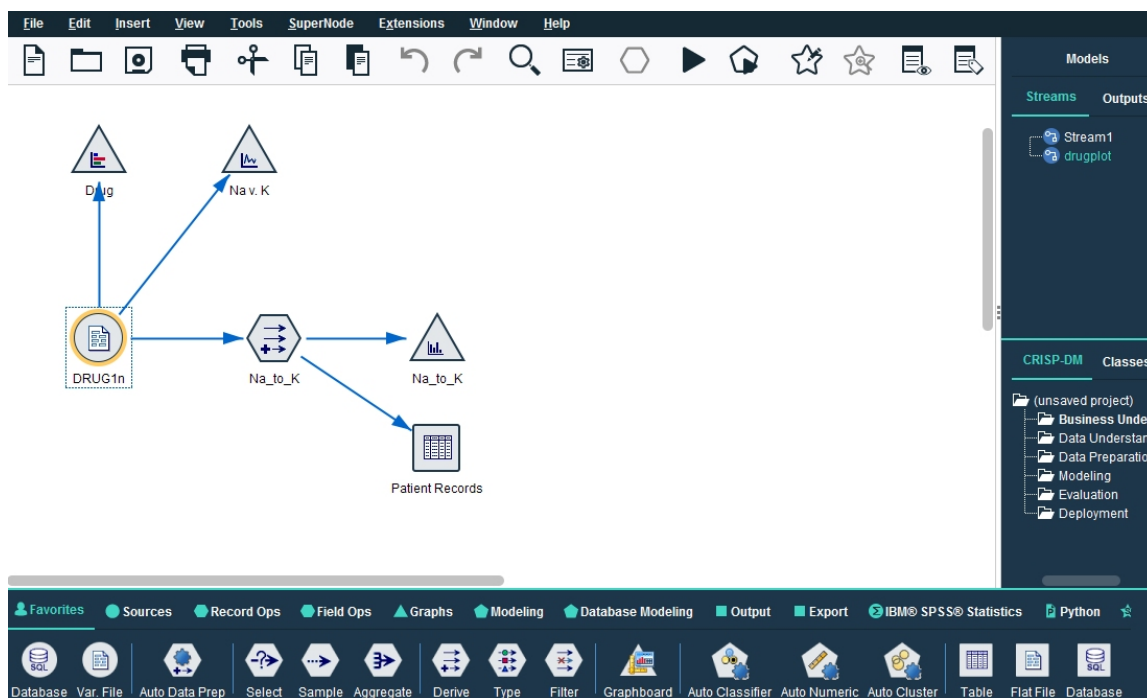 File Edit Insert View Tools SuperNode Extensions Window Help
Models
Streams Outputs
Stream1
drugplot
Drug
Na v. K
DRUG1n
Na_to_K
Na_to_K
Patient Records
CRISP-DM Classes
(unsaved project)
Business Unde
Data Understan
Data Preparatio
Modeling
Evaluation
Deployment
Favorites Sources Record Ops Field Ops Graphs Modeling Database Modeling Output Export IBM® SPSS® Statistics Python
SQL SQL
Database Var. File Auto Data Prep Select Sample Aggregate Derive Type Filter Graphboard Auto Classifier Auto Numeric Auto Cluster Table Flat File Database